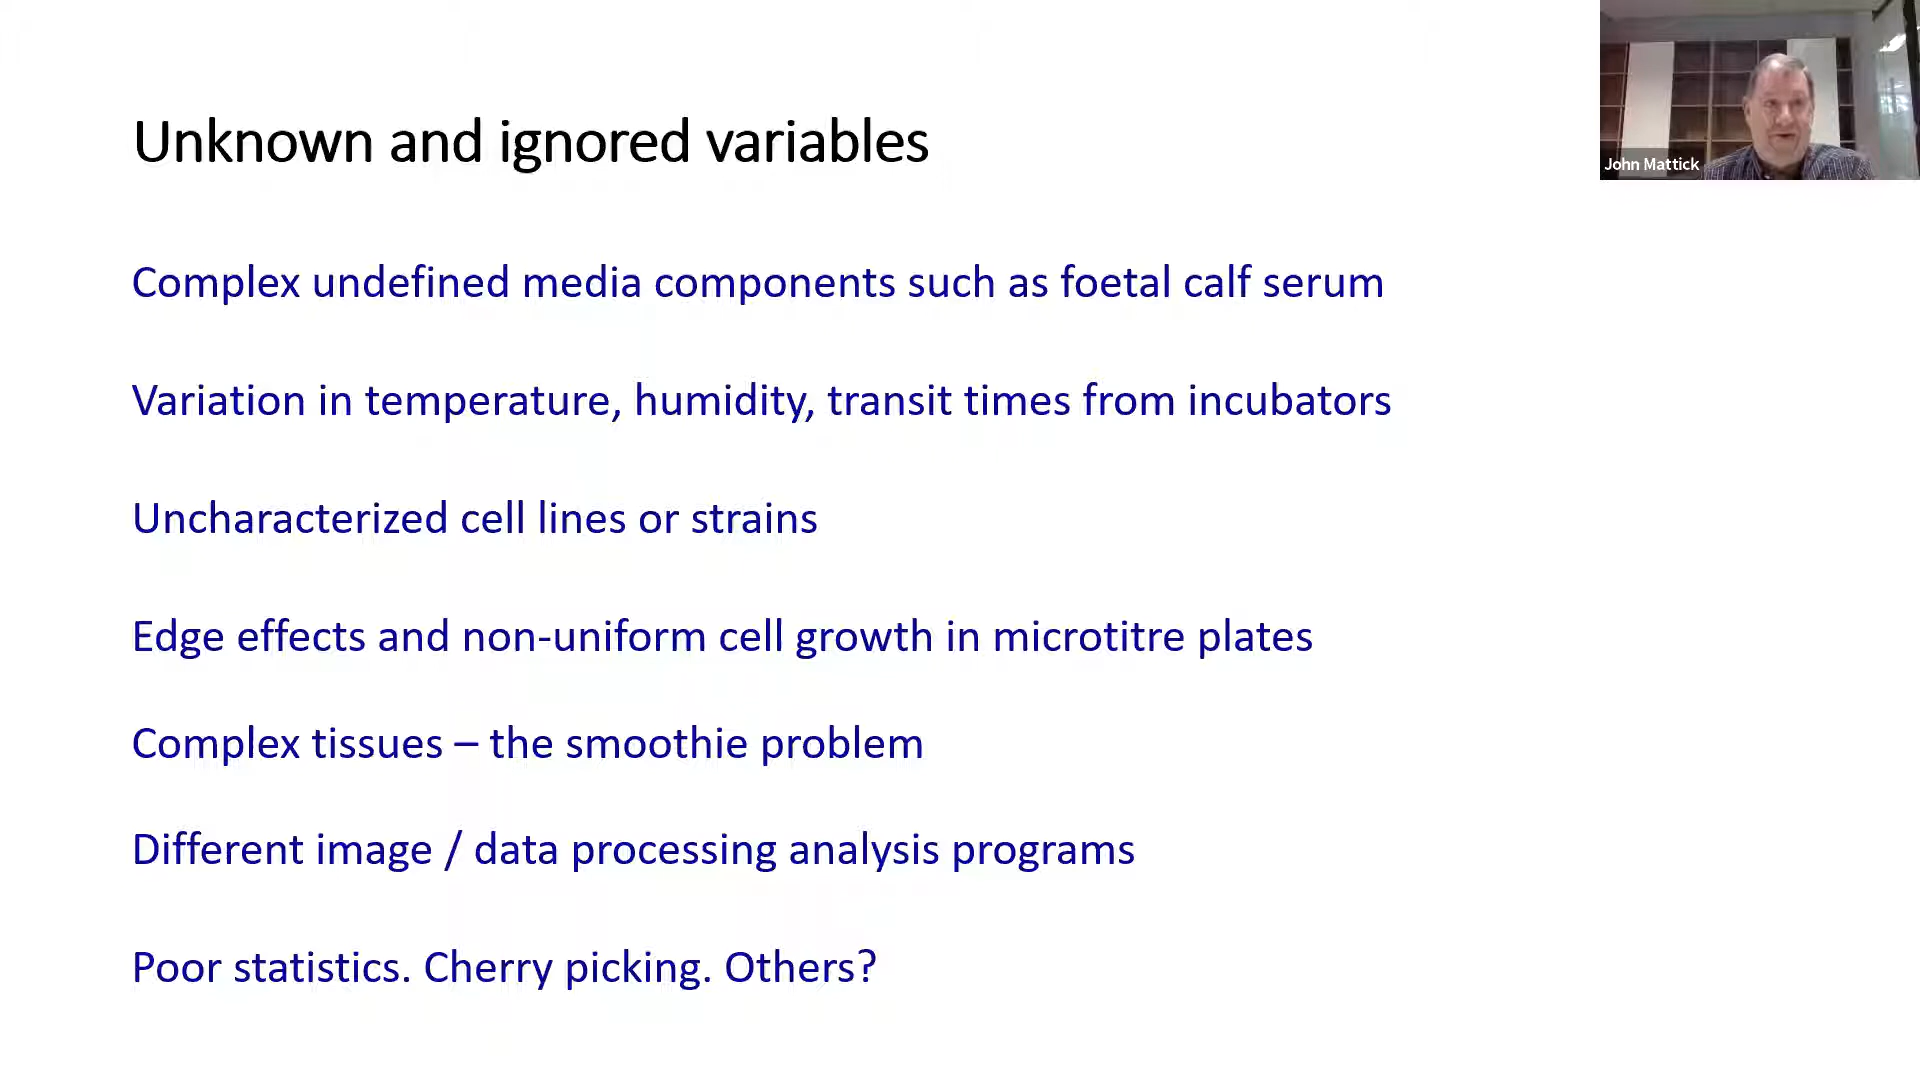 Unknown and ignored variables
John Mattick
Complex undefined media components such as foetal calf serum
Variation in temperature, humidity, transit times from incubators
Uncharacterized cell lines or strains
Edge effects and non-uniform cell growth in microtitre plates
Complex tissues – the smoothie problem
Different image / data processing analysis programs
Poor statistics. Cherry picking. Others?